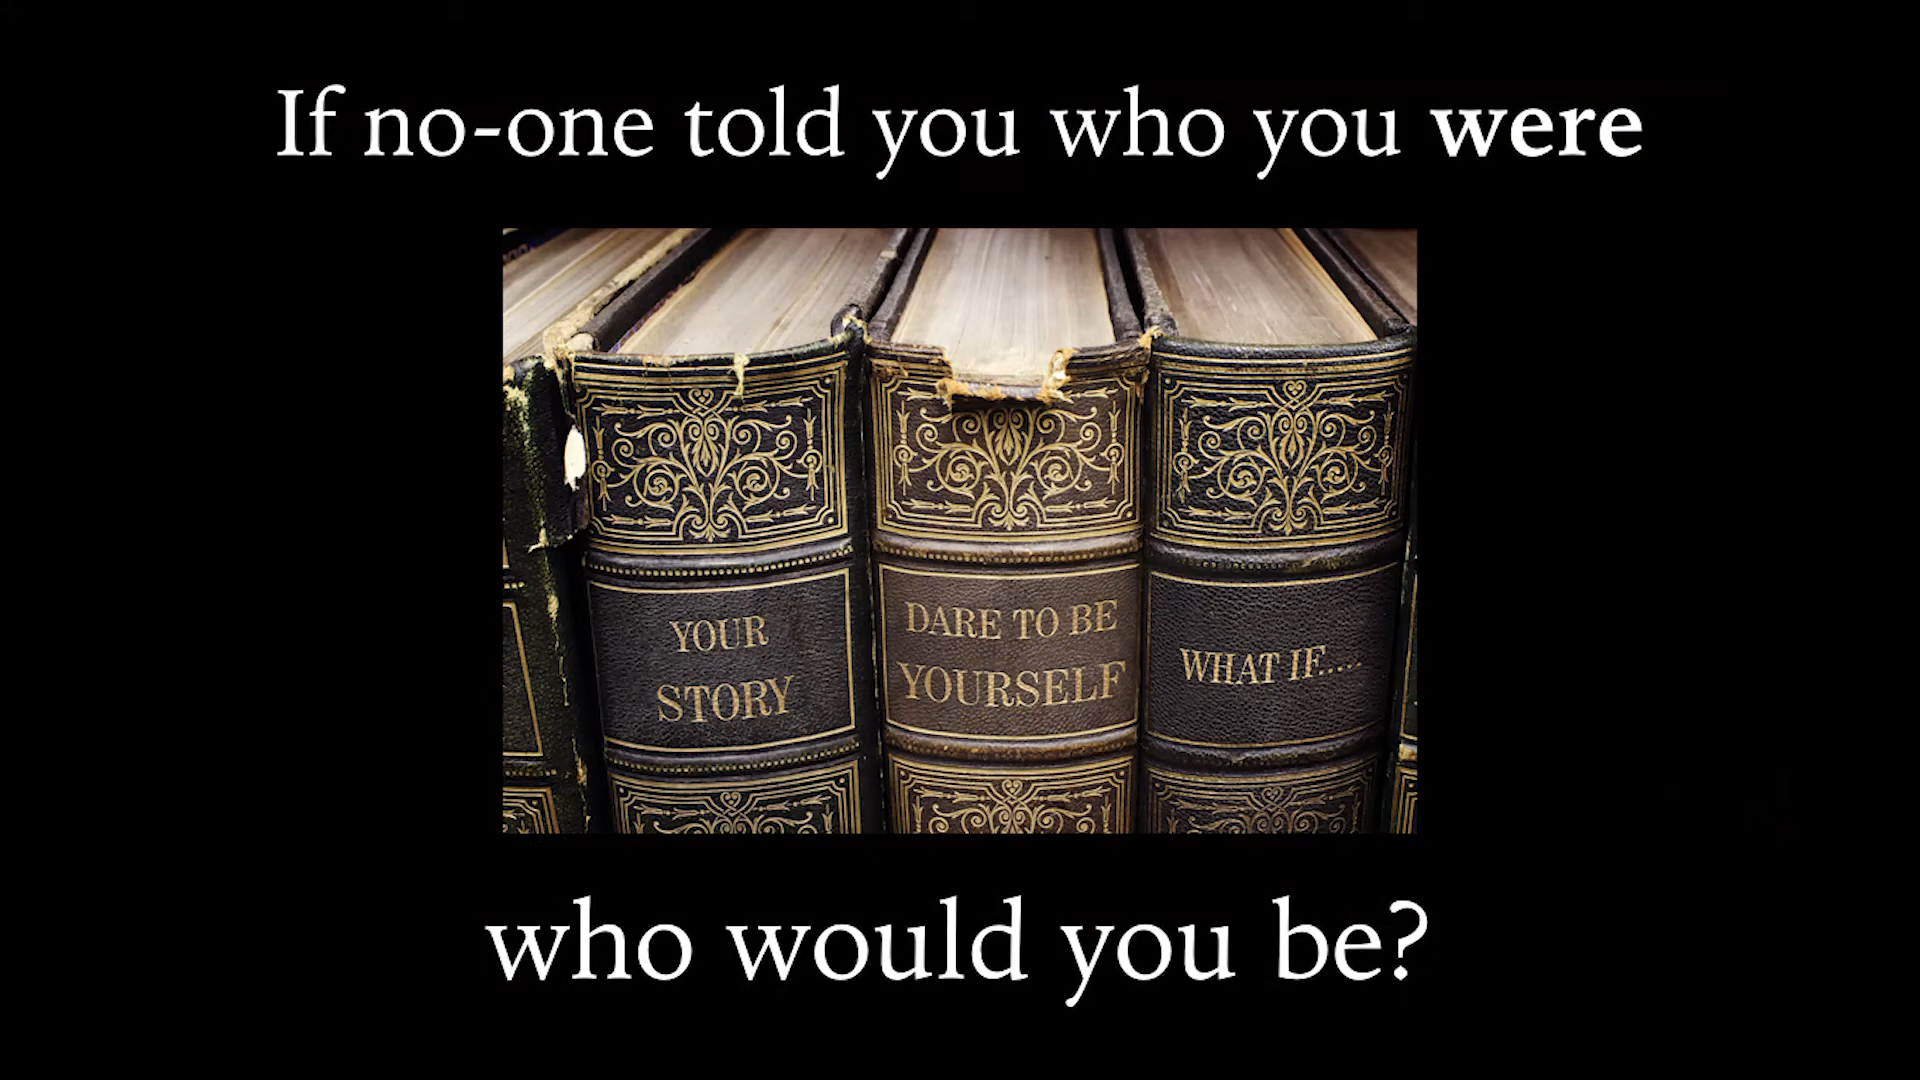 If no-one told you who you were
YOUR
STORY
DARE TO BE
YOURSELF
WHAT IF....
who would you be?